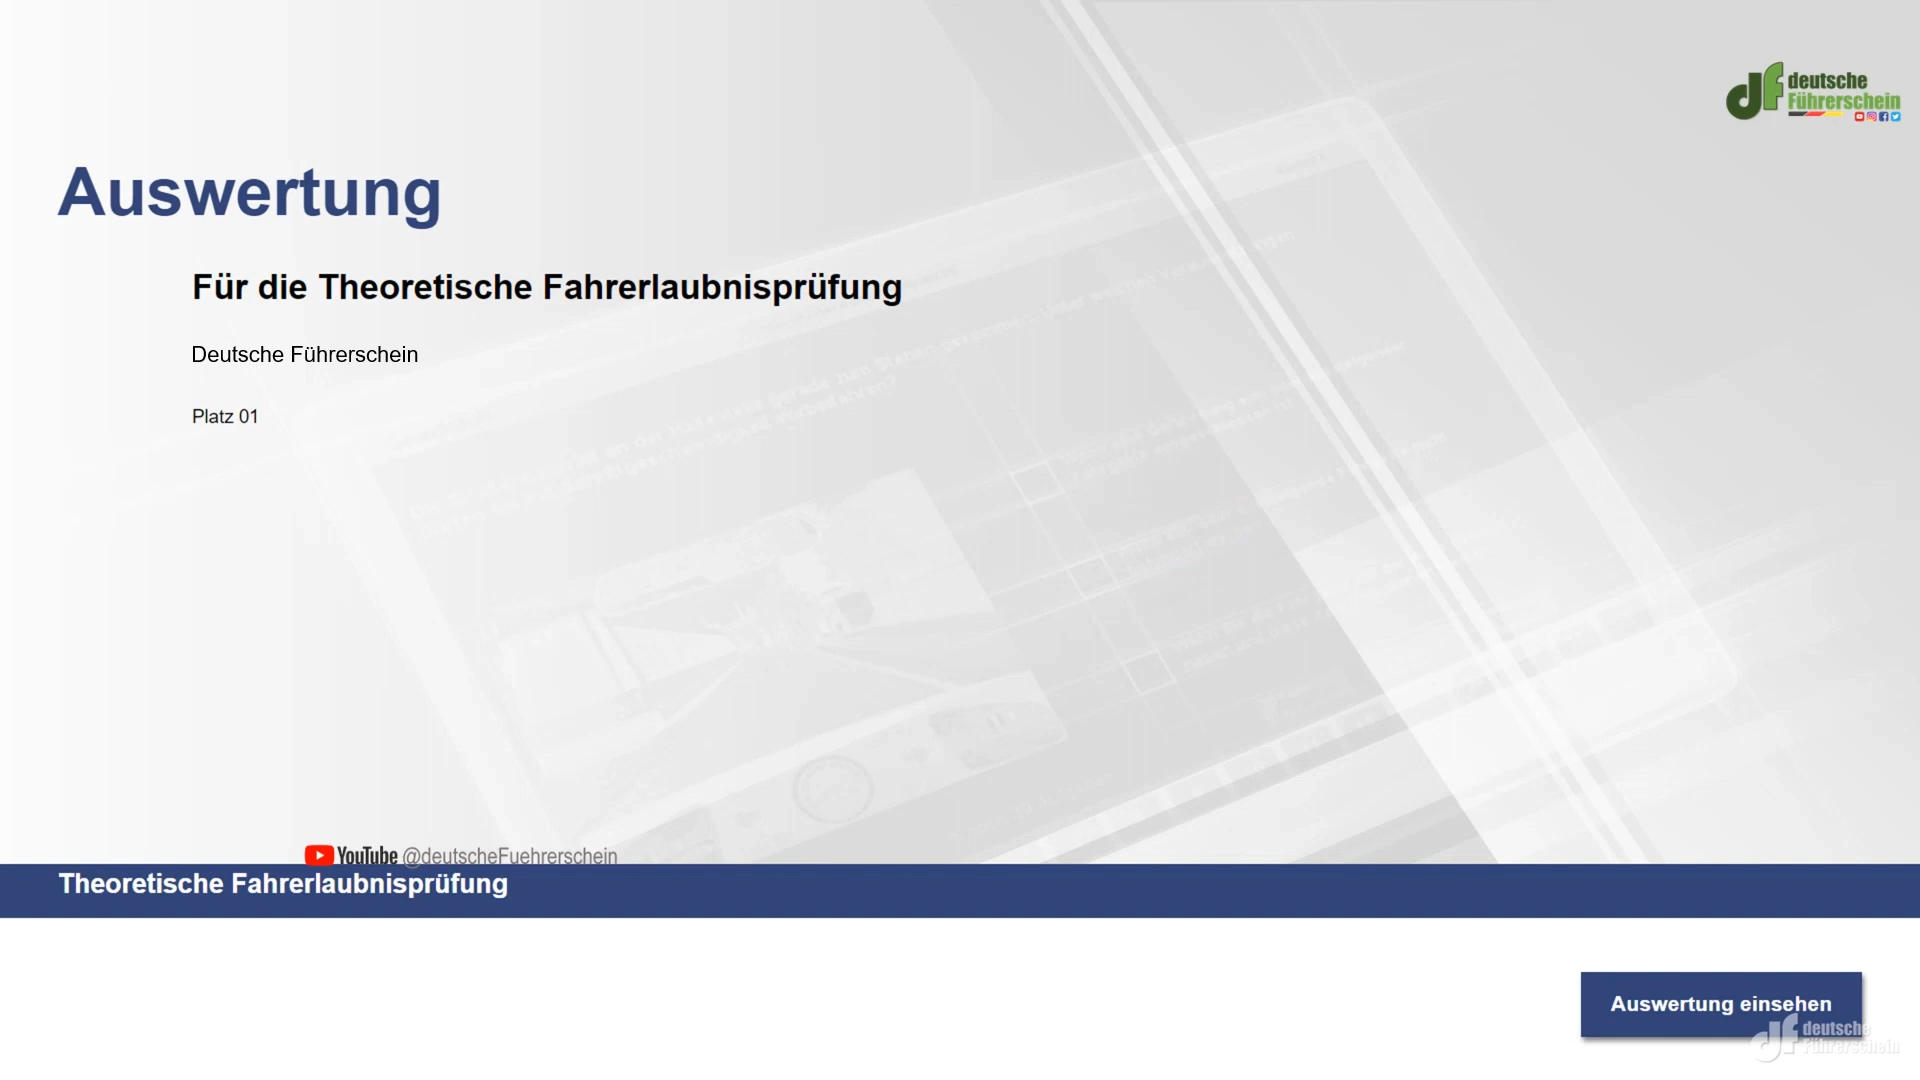 deutsche
Führerschein
Auswertung
Für die Theoretische Fahrerlaubnisprüfung
Deutsche Führerschein
Platz 01
YouTube @deutscheFuehrerschein
Theoretische Fahrerlaubnisprüfung
Auswertung einsehen
deutsche
Führerschein